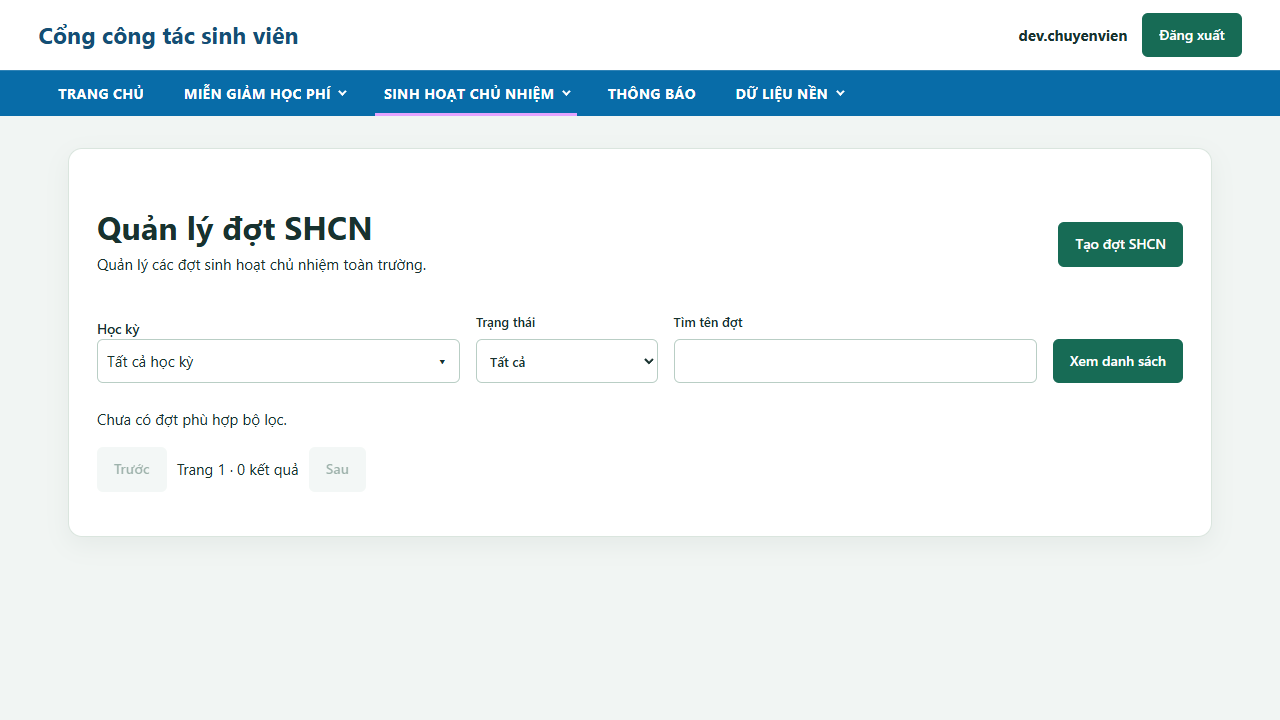 Cổng công tác sinh viên
dev.chuyenvien
Đăng xuất
TRANG CHỦ
MIỄN GIẢM HỌC PHÍ
SINH HOẠT CHỦ NHIỆM
THÔNG BÁO
DỮ LIỆU NỀN
Quản lý đợt SHCN
Quản lý các đợt sinh hoạt chủ nhiệm toàn trường.
Tạo đợt SHCN
Học kỳ
Tất cả học kỳ
Trạng thái
Tất cả
Tìm tên đợt
Xem danh sách
Chưa có đợt phù hợp bộ lọc.
Trước
Trang 1 · 0 kết quả
Sau